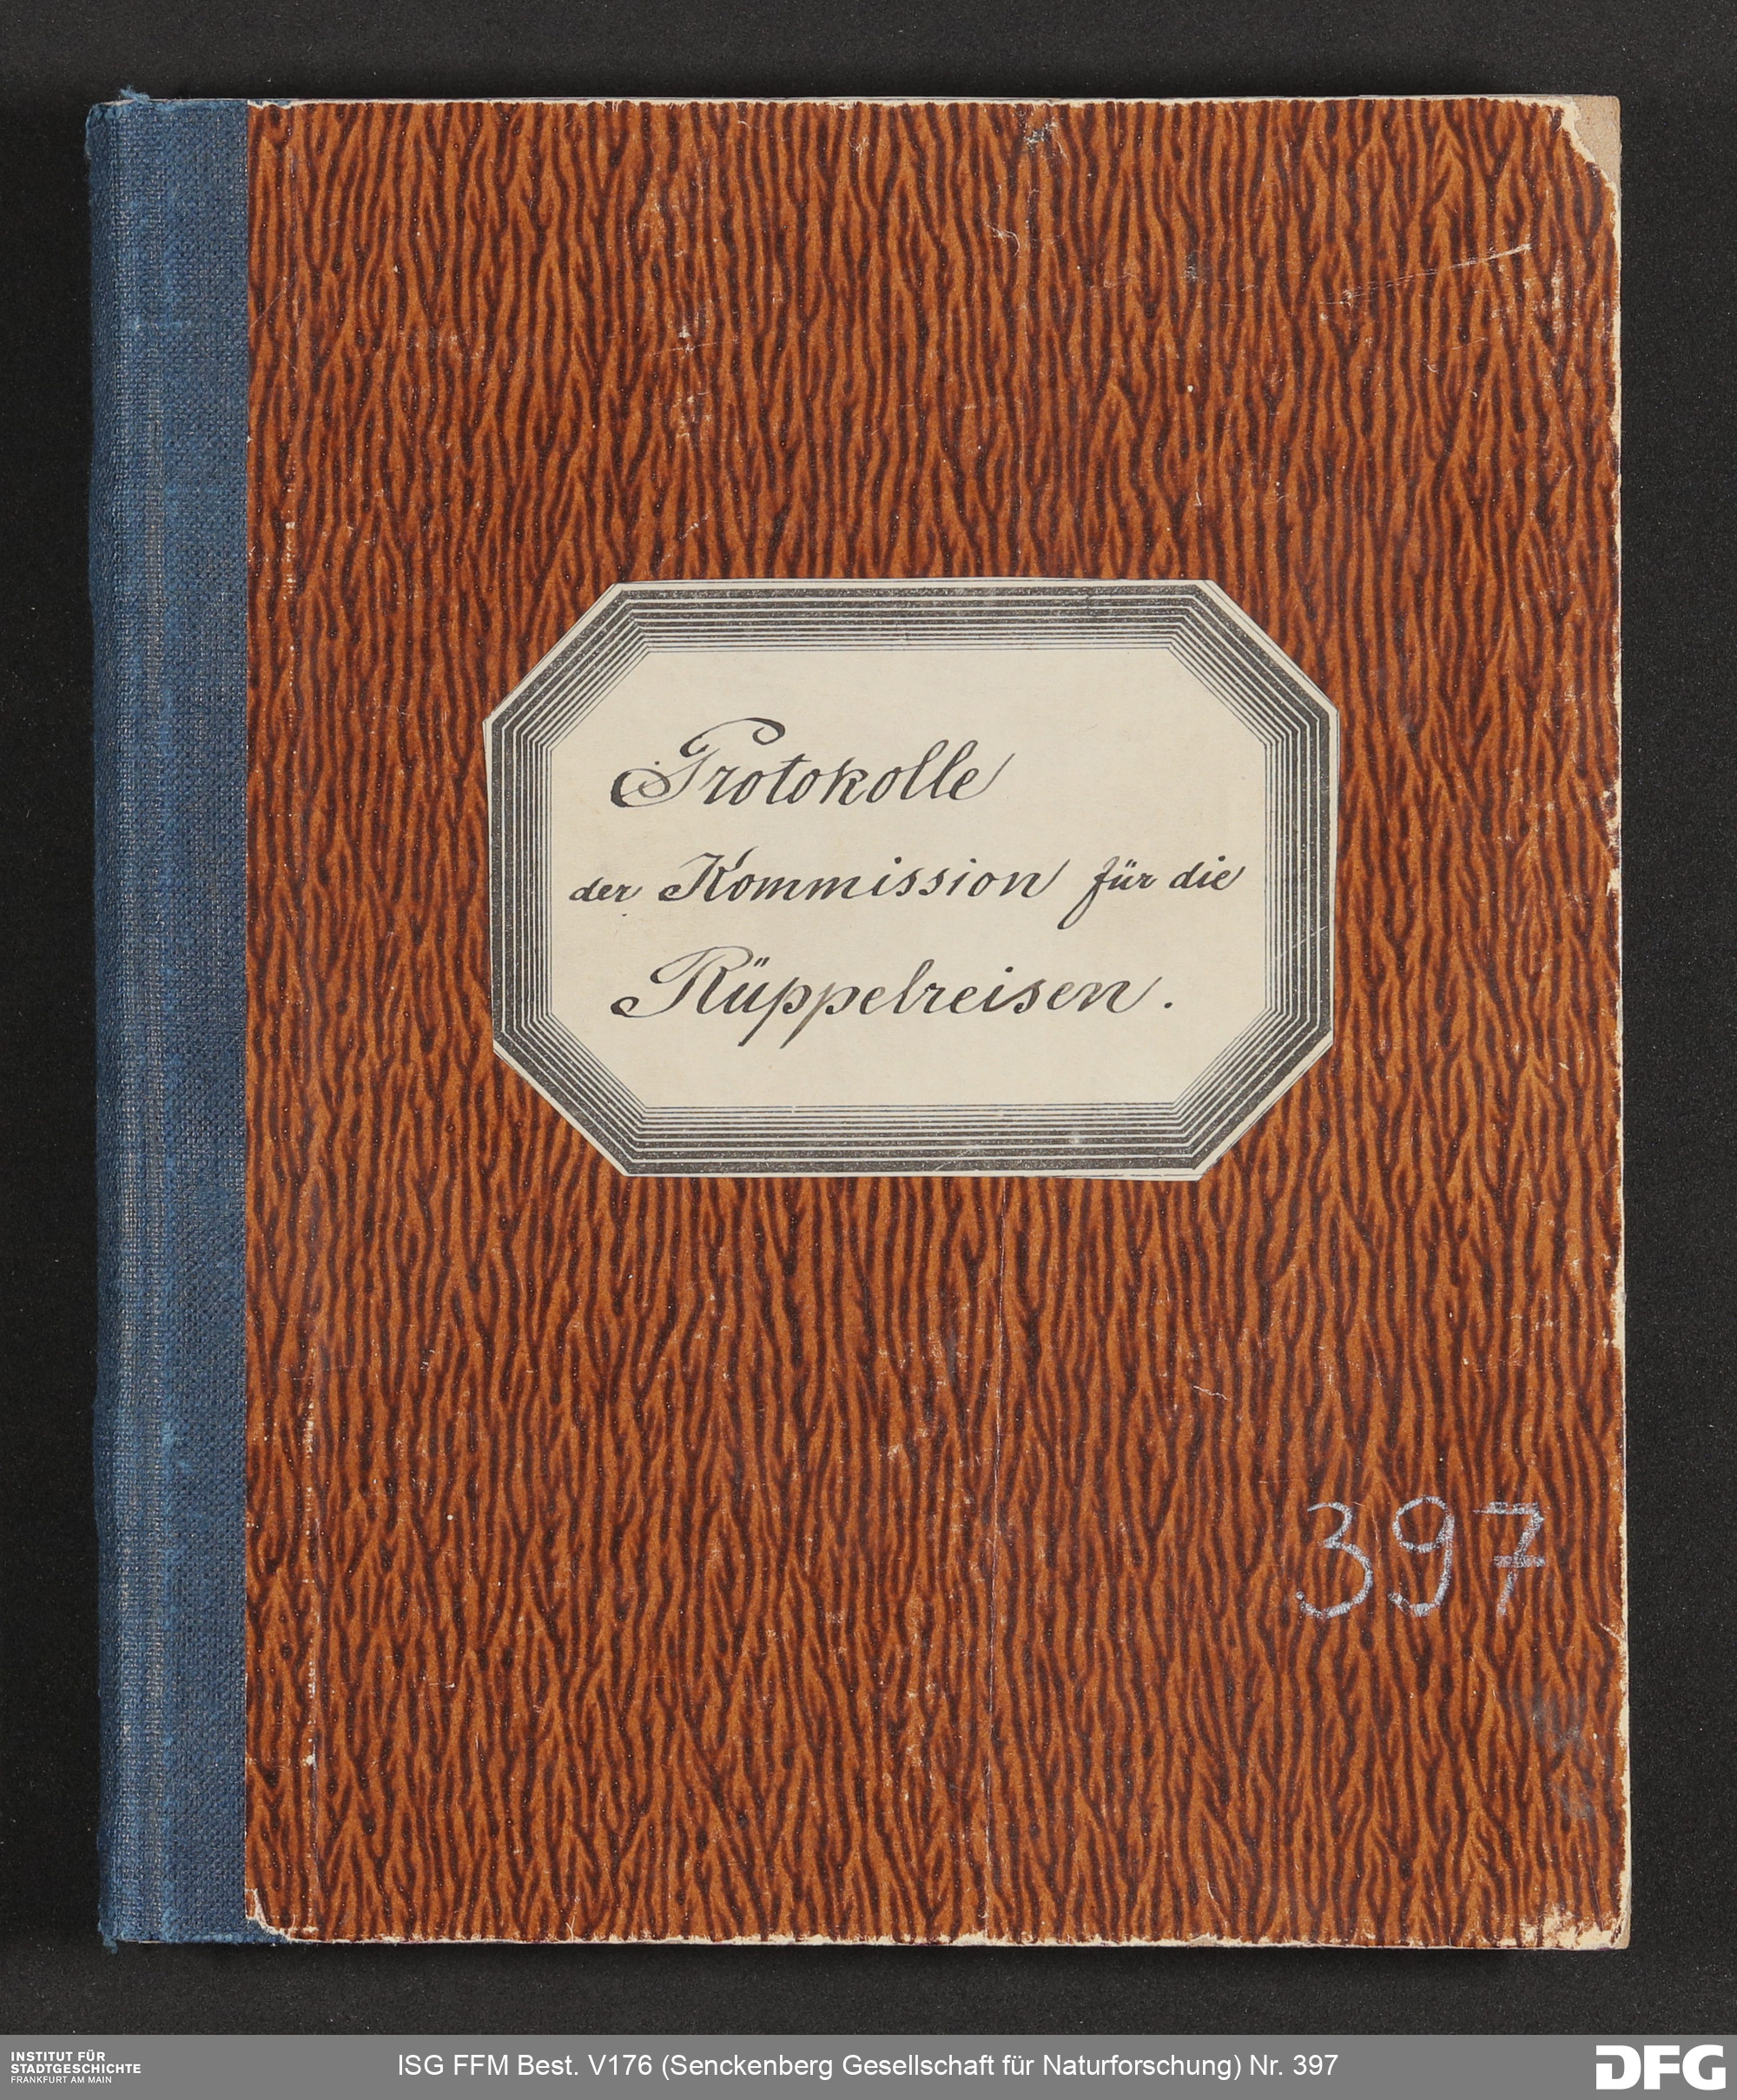 Protokolle
der Kommission für die
Rüppelreisen.
397
INSTITUT FÜR
STADTGESCHICHTE
FRANKFURT AM MAIN
ISG FFM Best. V176 (Senckenberg Gesellschaft für Naturforschung) Nr. 397
DFG